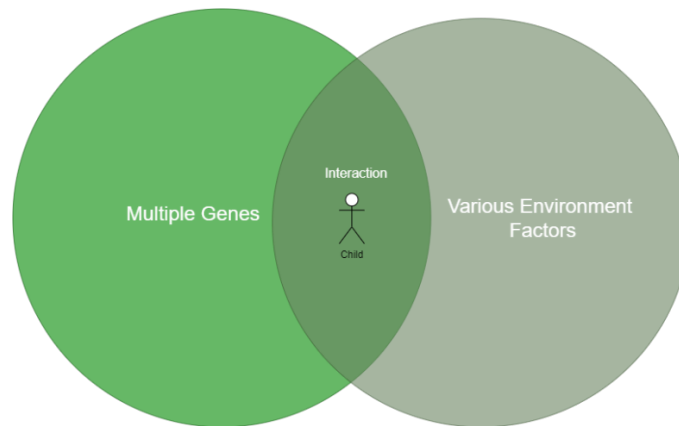 Interaction
Multiple Genes
Various Environment
Factors
Child